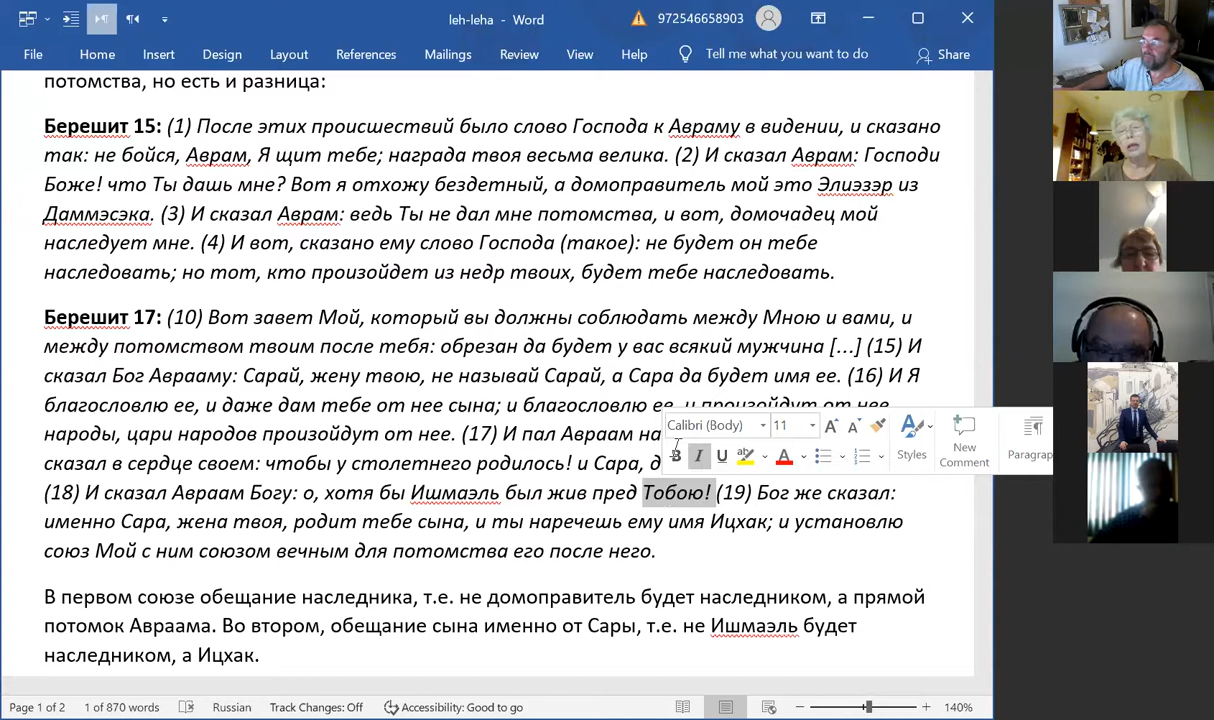 leh-leha - Word
972546658903
File Home Insert Design Layout References Mailings Review View Help Tell me what you want to do Share
потомства, но есть и разница:
Берешит 15: (1) После этих происшествий было слово Господа к Авраму в видении, и сказано
так: не бойся, Аврам, Я щит тебе; награда твоя весьма велика. (2) И сказал Аврам: Господи
Боже! что Ты дашь мне? Вот я отхожу бездетный, а домоправитель мой это Элиэзэр из
Даммэсэка. (3) И сказал Аврам: ведь Ты не дал мне потомства, и вот, домочадец мой
наследует мне. (4) И вот, сказано ему слово Господа (такое): не будет он тебе
наследовать; но тот, кто произойдет из недр твоих, будет тебе наследовать.
Берешит 17: (10) Вот завет Мой, который вы должны соблюдать между Мною и вами, и
между потомством твоим после тебя: обрезан да будет у вас всякий мужчина [...] (15) И
сказал Бог Аврааму: Сарай, жену твою, не называй Сарай, а Сара да будет имя ее. (16) И Я
благословлю ее, и даже дам тебе от нее сына; и благословлю ее, и произойдут от нее
народы, цари народов произойдут от нее. (17) И пал Авраам на
Calibri (Body) 11
B I U Styles New Comment Paragrap
сказал в сердце своем: чтобы у столетнего родилось! и Сара, д
(18) И сказал Авраам Богу: о, хотя бы Ишмаэль был жив пред Тобою! (19) Бог же сказал:
именно Сара, жена твоя, родит тебе сына, и ты наречешь ему имя Ицхак; и установлю
союз Мой с ним союзом вечным для потомства его после него.
В первом союзе обещание наследника, т.е. не домоправитель будет наследником, а прямой
потомок Авраама. Во втором, обещание сына именно от Сары, т.е. не Ишмаэль будет
наследником, а Ицхак.
Page 1 of 2 1 of 870 words Russian Track Changes: Off Accessibility: Good to go 140%